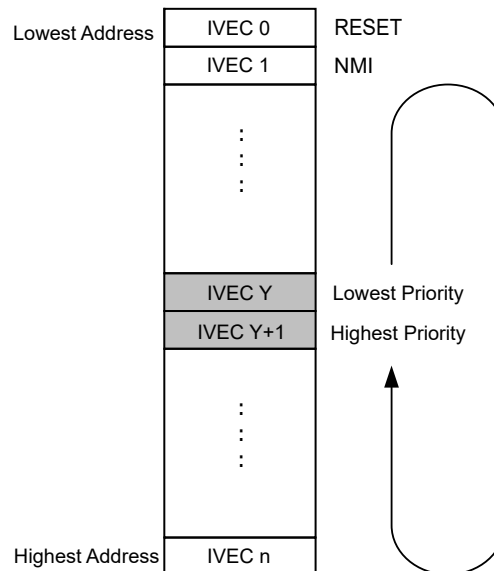 Lowest Address IVEC 0 RESET
IVEC 1 NMI
:
:
:
IVEC Y Lowest Priority
IVEC Y+1 Highest Priority
:
:
:
Highest Address IVEC n